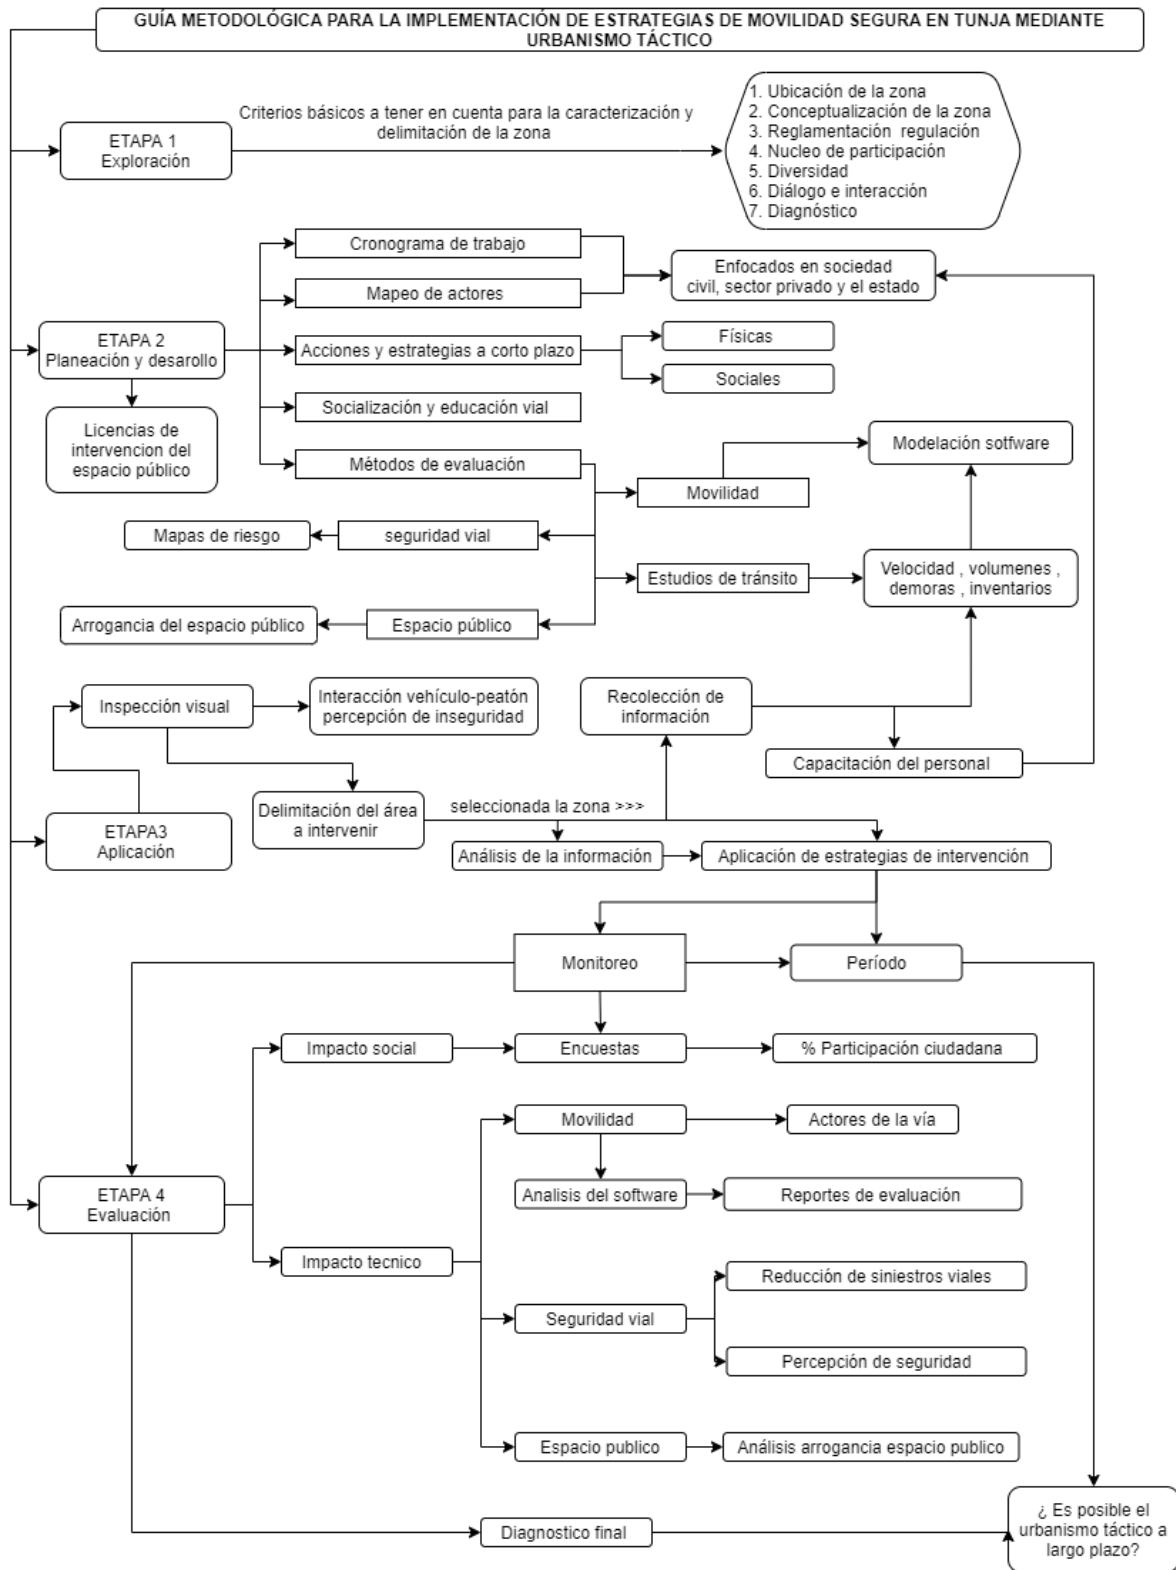 GUÍA METODOLÓGICA PARA LA IMPLEMENTACIÓN DE ESTRATEGIAS DE MOVILIDAD SEGURA EN TUNJA MEDIANTE
URBANISMO TÁCTICO
ETAPA 1
Exploración
Criterios básicos a tener en cuenta para la caracterización y
delimitación de la zona
1. Ubicación de la zona
2. Conceptualización de la zona
3. Reglamentación regulación
4. Nucleo de participación
5. Diversidad
6. Diálogo e interacción
7. Diagnóstico
ETAPA 2
Planeación y desarollo
Licencias de
intervencion del
espacio público
Cronograma de trabajo
Mapeo de actores
Enfocados en sociedad
civil, sector privado y el estado
Acciones y estrategias a corto plazo
Físicas
Sociales
Socialización y educación vial
Métodos de evaluación
Movilidad
Modelación sotfware
seguridad vial
Mapas de riesgo
Estudios de tránsito
Velocidad , volumenes ,
demoras , inventarios
Espacio público
Arrogancia del espacio público
ETAPA3
Aplicación
Inspección visual
Interacción vehículo-peatón
percepción de inseguridad
Delimitación del área
a intervenir
seleccionada la zona >>>
Recolección de
información
Capacitación del personal
Análisis de la información
Aplicación de estrategias de intervención
Monitoreo
Período
ETAPA 4
Evaluación
Impacto social
Encuestas
% Participación ciudadana
Impacto tecnico
Movilidad
Actores de la vía
Analisis del software
Reportes de evaluación
Seguridad vial
Reducción de siniestros viales
Percepción de seguridad
Espacio publico
Análisis arrogancia espacio publico
Diagnostico final
¿ Es posible el
urbanismo táctico a
largo plazo?